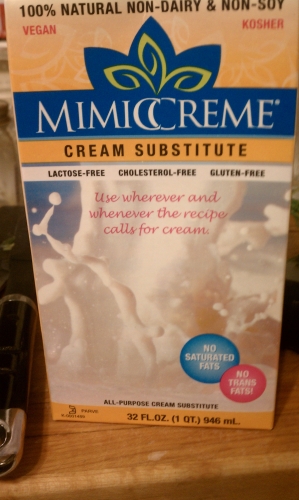 100% NATURAL NON-DAIRY & NON-SOY
VEGAN KOSHER
MIMICCREME®
CREAM SUBSTITUTE
LACTOSE-FREE CHOLESTEROL-FREE GLUTEN-FREE
Use wherever and
whenever the recipe
calls for cream.
NO
SATURATED
FATS
NO
TRANS
FATS!
PARVE
ALL-PURPOSE CREAM SUBSTITUTE
32 FL.OZ. (1 QT.) 946 mL.